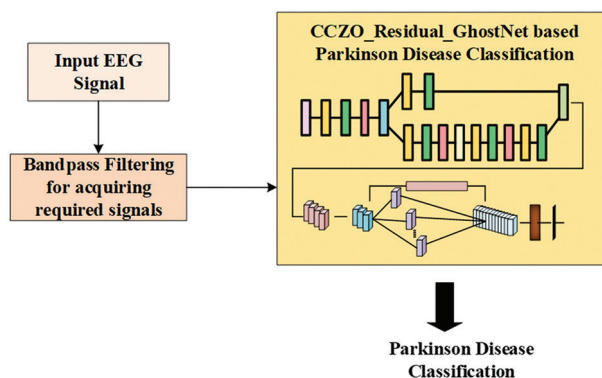 Input EEG
Signal
Bandpass Filtering
for acquiring
required signals
CCZO_Residual_GhostNet based
Parkinson Disease Classification
Parkinson Disease
Classification